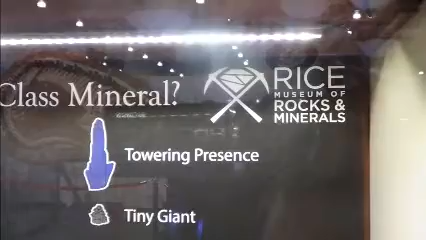 Class Mineral?
RICE
MUSEUM OF
ROCKS &
MINERALS
Towering Presence
Tiny Giant